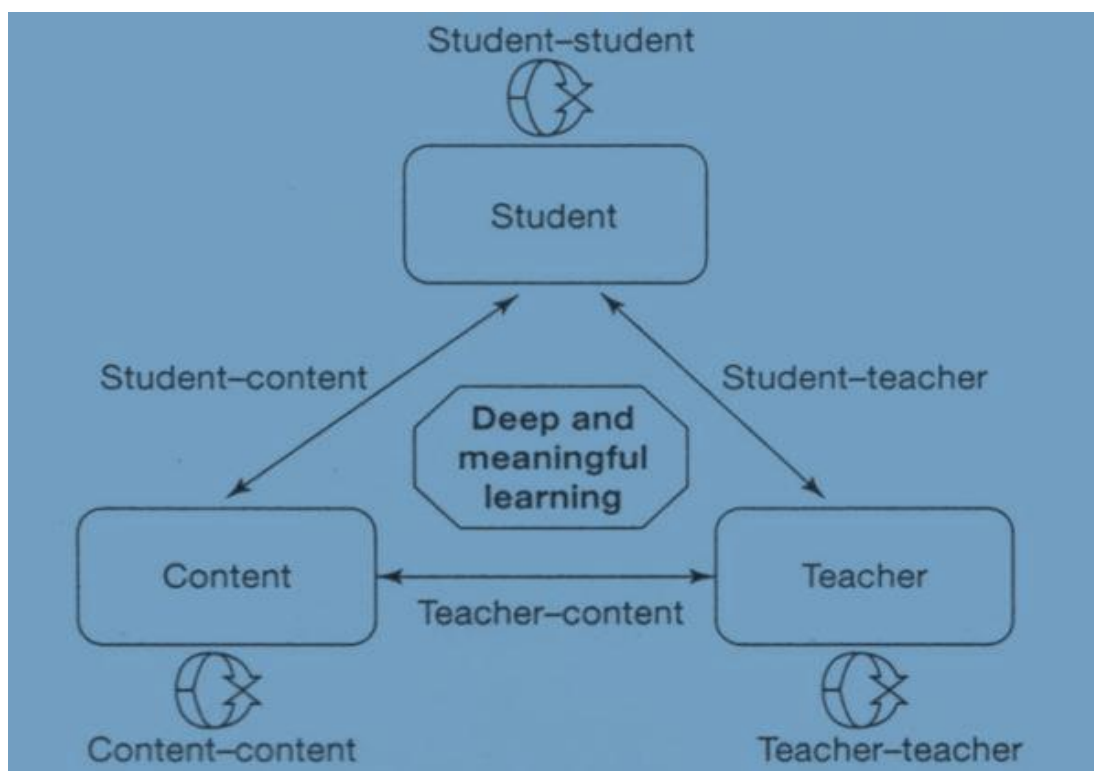 Student–student
Student
Student–content
Student–teacher
Deep and
meaningful
learning
Content
Teacher
Teacher–content
Content–content
Teacher–teacher